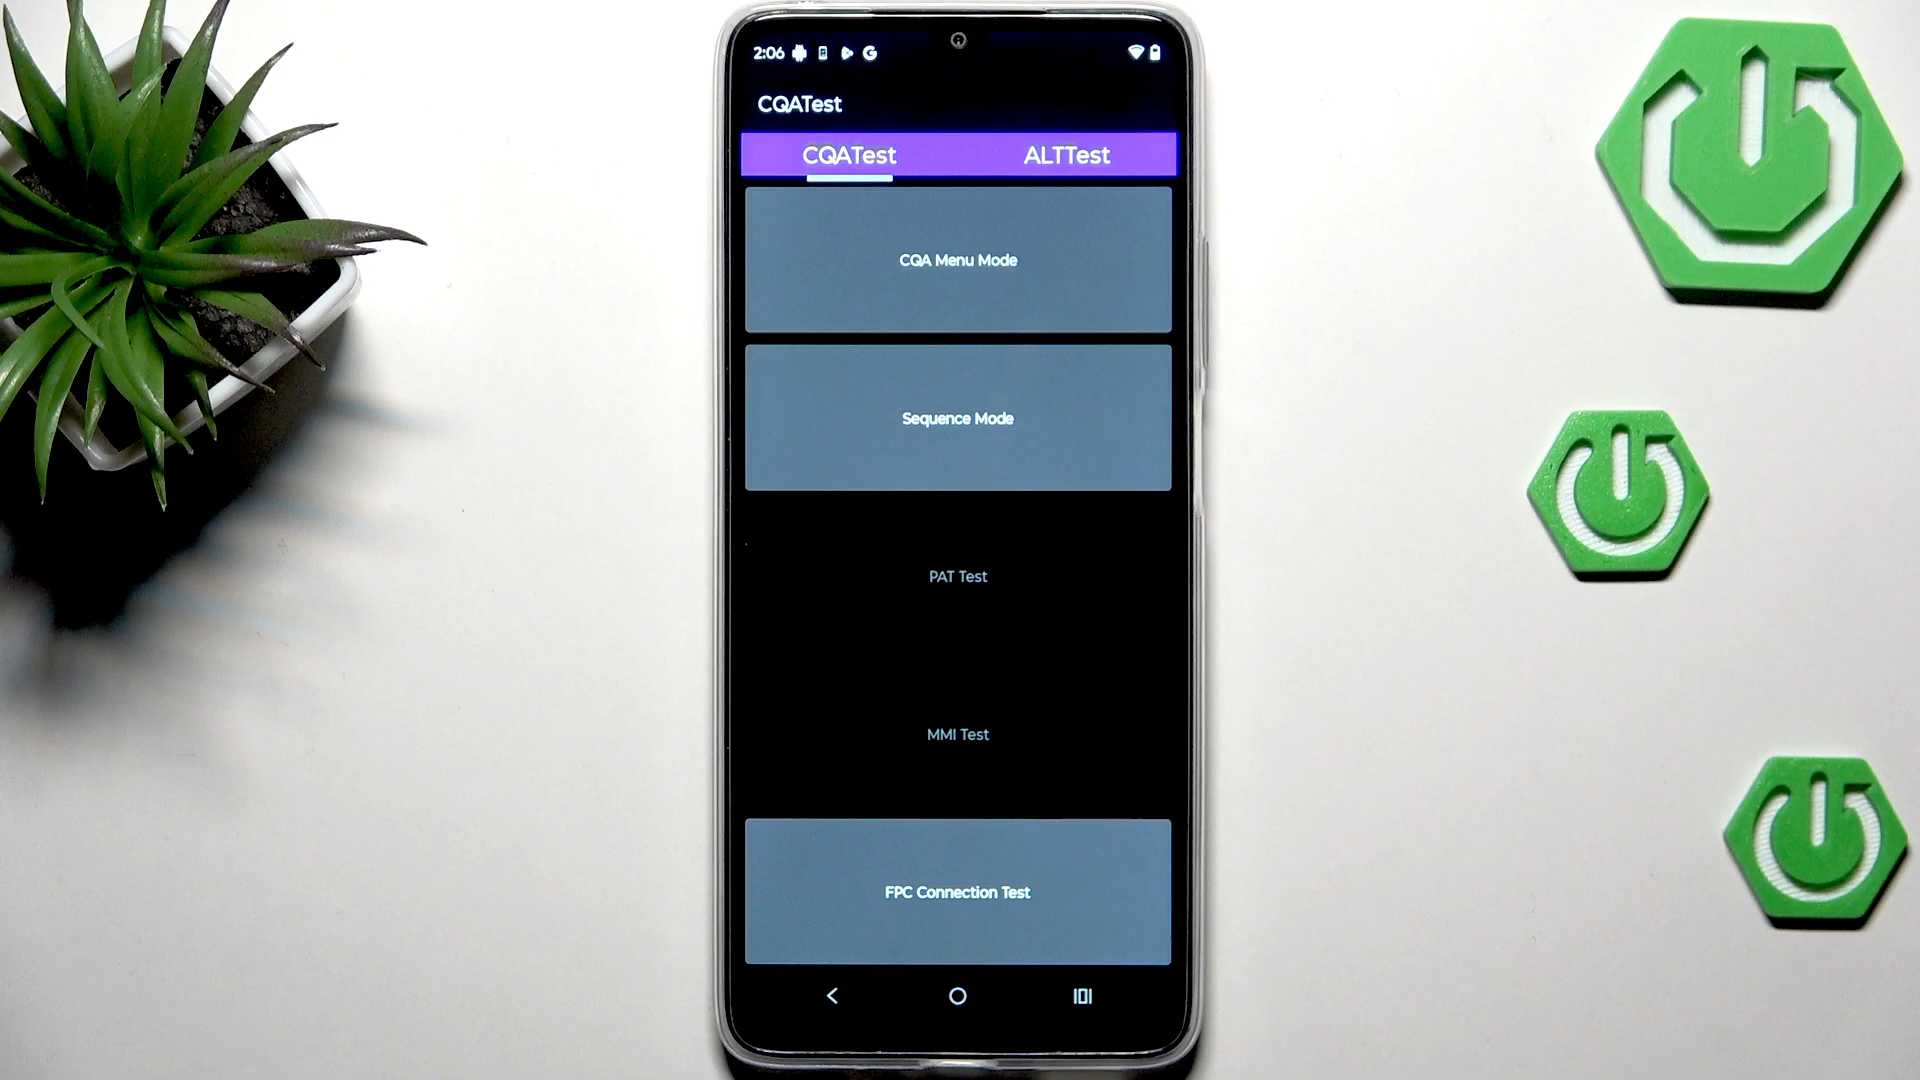 2:06
CQATest
CQATest ALTTest
CQA Menu Mode
Sequence Mode
PAT Test
MMI Test
FPC Connection Test